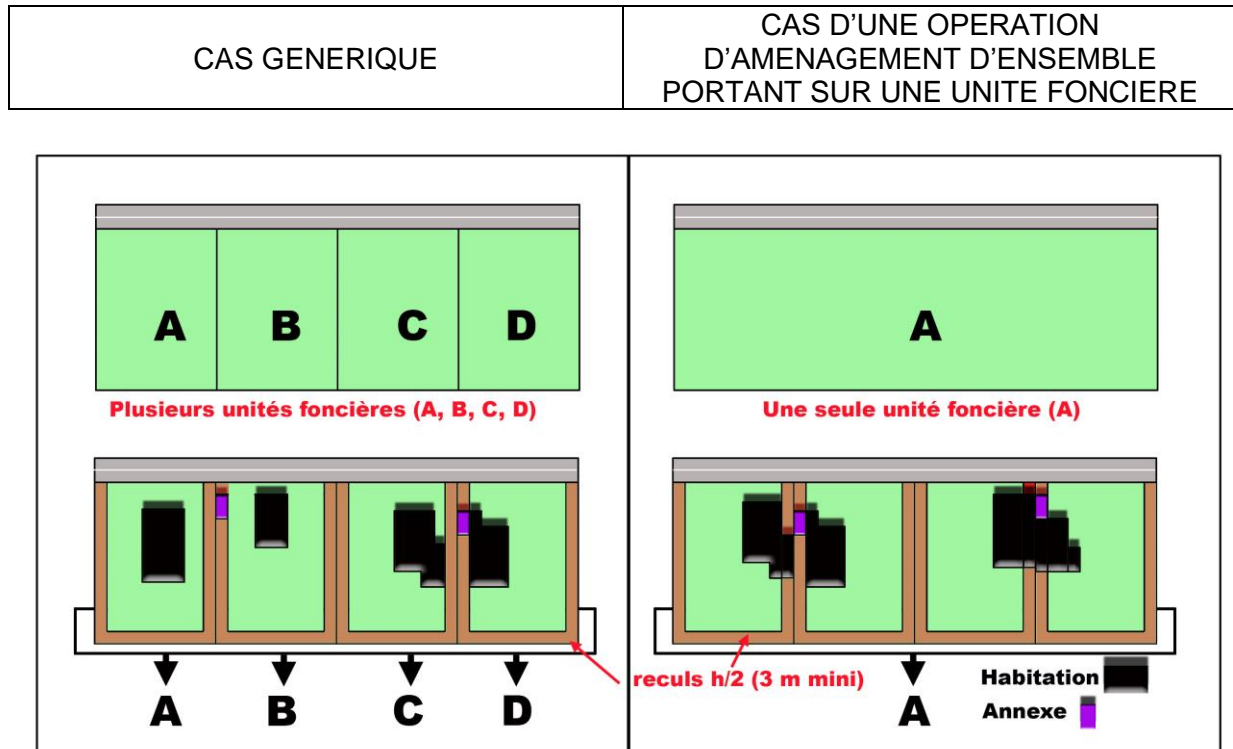 CAS GENERIQUE
CAS D'UNE OPERATION
D'AMENAGEMENT D'ENSEMBLE
PORTANT SUR UNE UNITE FONCIERE
A B C D
Plusieurs unités foncières (A, B, C, D)
A
Une seule unité foncière (A)
reculs h/2 (3 m mini)
A B C D
A
Habitation
Annexe